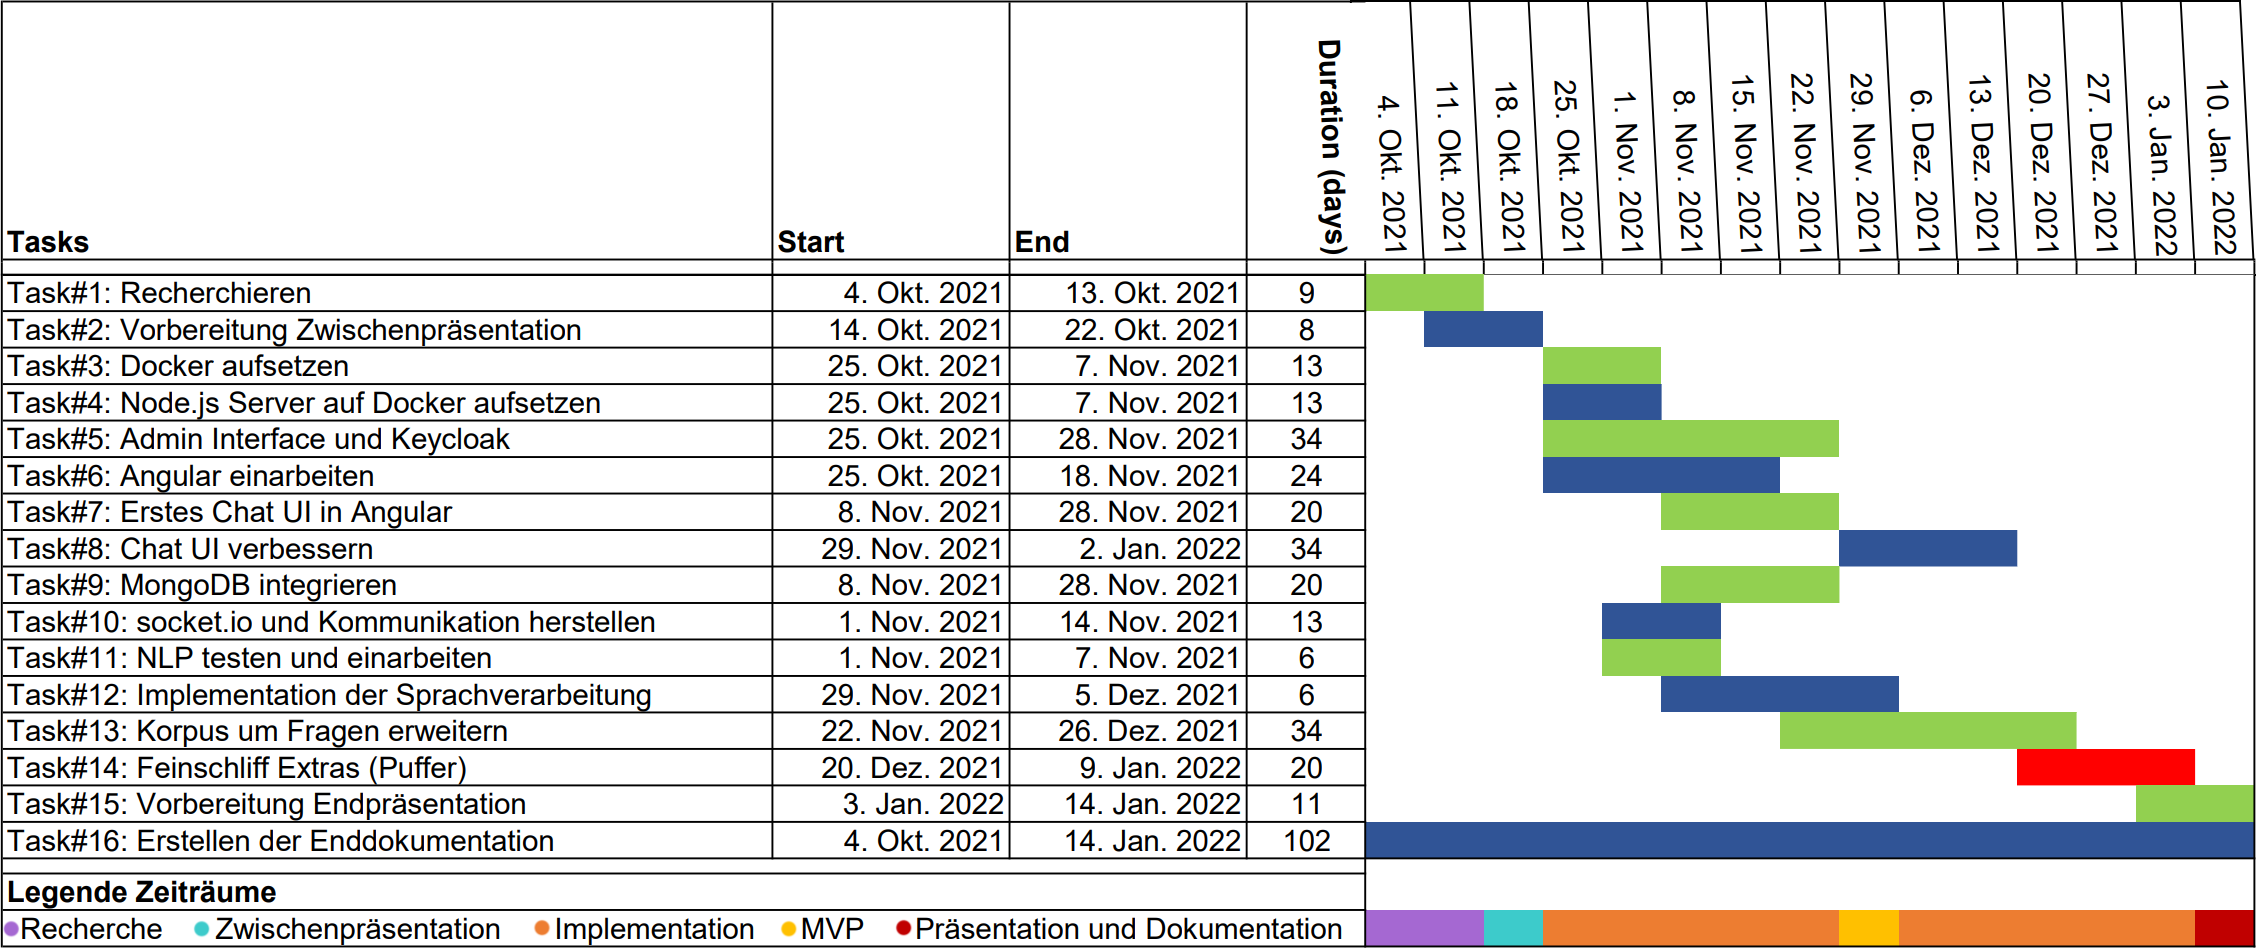 Tasks Start End Duration (days) 4. Okt. 2021 11. Okt. 2021 18. Okt. 2021 25. Okt. 2021 1. Nov. 2021 8. Nov. 2021 15. Nov. 2021 22. Nov. 2021 29. Nov. 2021 6. Dez. 2021 13. Dez. 2021 20. Dez. 2021 27. Dez. 2021 3. Jan. 2022 10. Jan. 2022
Task#1: Recherchieren 4. Okt. 2021 13. Okt. 2021 9
Task#2: Vorbereitung Zwischenpräsentation 14. Okt. 2021 22. Okt. 2021 8
Task#3: Docker aufsetzen 25. Okt. 2021 7. Nov. 2021 13
Task#4: Node.js Server auf Docker aufsetzen 25. Okt. 2021 7. Nov. 2021 13
Task#5: Admin Interface und Keycloak 25. Okt. 2021 28. Nov. 2021 34
Task#6: Angular einarbeiten 25. Okt. 2021 18. Nov. 2021 24
Task#7: Erstes Chat UI in Angular 8. Nov. 2021 28. Nov. 2021 20
Task#8: Chat UI verbessern 29. Nov. 2021 2. Jan. 2022 34
Task#9: MongoDB integrieren 8. Nov. 2021 28. Nov. 2021 20
Task#10: socket.io und Kommunikation herstellen 1. Nov. 2021 14. Nov. 2021 13
Task#11: NLP testen und einarbeiten 1. Nov. 2021 7. Nov. 2021 6
Task#12: Implementation der Sprachverarbeitung 29. Nov. 2021 5. Dez. 2021 6
Task#13: Korpus um Fragen erweitern 22. Nov. 2021 26. Dez. 2021 34
Task#14: Feinschliff Extras (Puffer) 20. Dez. 2021 9. Jan. 2022 20
Task#15: Vorbereitung Endpräsentation 3. Jan. 2022 14. Jan. 2022 11
Task#16: Erstellen der Enddokumentation 4. Okt. 2021 14. Jan. 2022 102
Legende Zeiträume
Recherche Zwischenpräsentation Implementation MVP Präsentation und Dokumentation